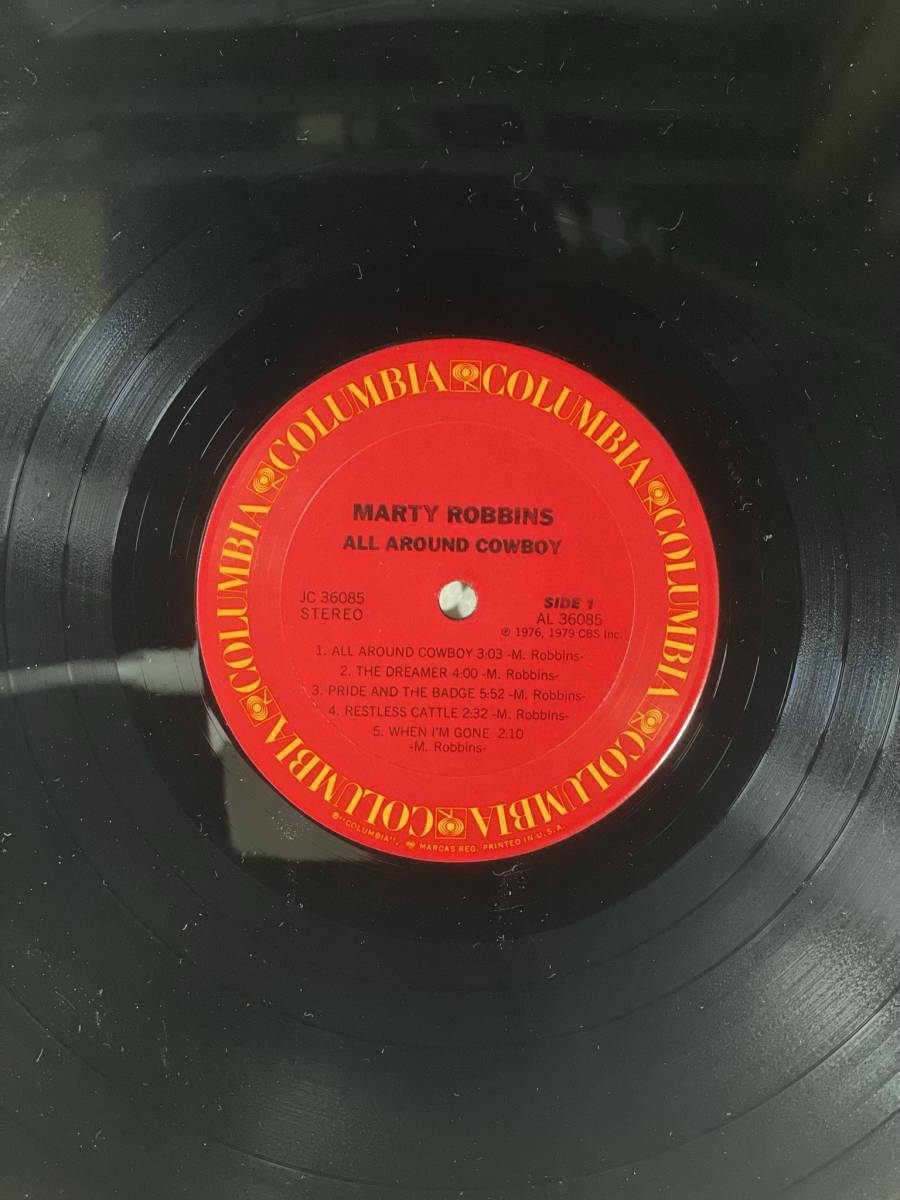 COLUMBIA COLUMBIA COLUMBIA COLUMBIA COLUMBIA COLUMBIA COLUMBIA COLUMBIA
MARTY ROBBINS
ALL AROUND COWBOY
JC 36085
STEREO
SIDE 1
AL 36085
℗ 1976, 1979 CBS Inc.
1. ALL AROUND COWBOY 3:03 -M. Robbins-
2. THE DREAMER 4:00 -M. Robbins-
3. PRIDE AND THE BADGE 5:52 -M. Robbins-
4. RESTLESS CATTLE 2:32 -M. Robbins-
5. WHEN I'M GONE 2:10
-M. Robbins-
®"COLUMBIA", MARCAS REG. PRINTED IN U.S.A.